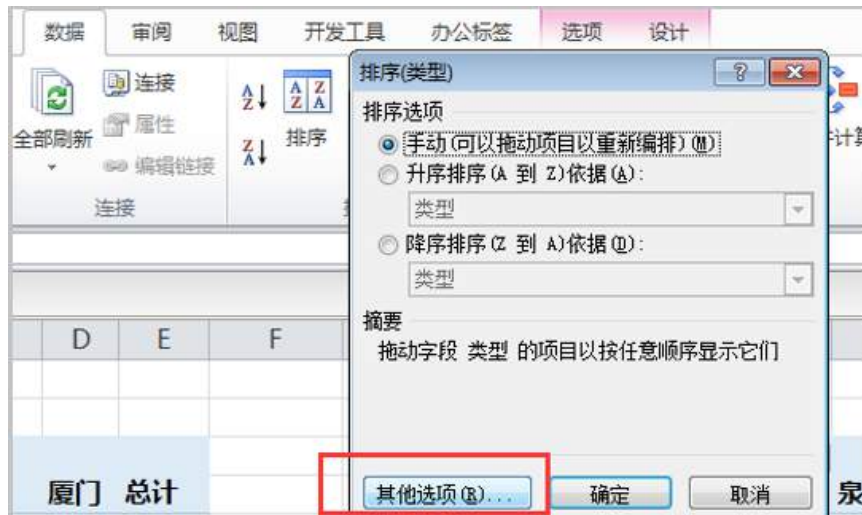 数据 审阅 视图 开发工具 办公标签 选项 设计
连接
属性
编辑链接
全部刷新
排序
连接
排序(类型)
排序选项
手动(可以拖动项目以重新编排)(M)
升序排序(A 到 Z)依据(A):
类型
降序排序(Z 到 A)依据(D):
类型
摘要
拖动字段 类型 的项目以按任意顺序显示它们
其他选项(R)... 确定 取消
D E F
厦门 总计